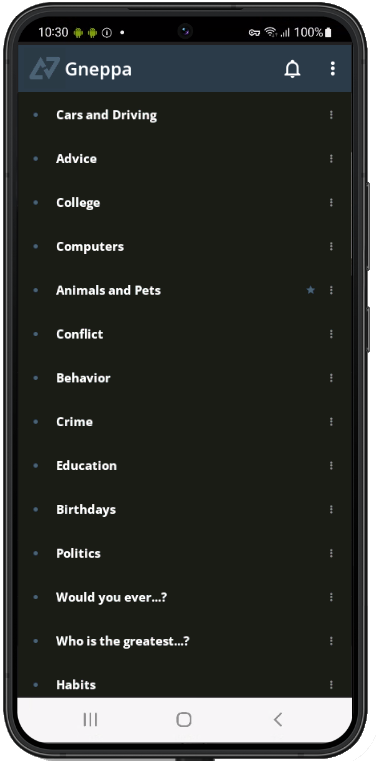 10:30 100%
Gneppa
Cars and Driving
Advice
College
Computers
Animals and Pets
Conflict
Behavior
Crime
Education
Birthdays
Politics
Would you ever...?
Who is the greatest...?
Habits